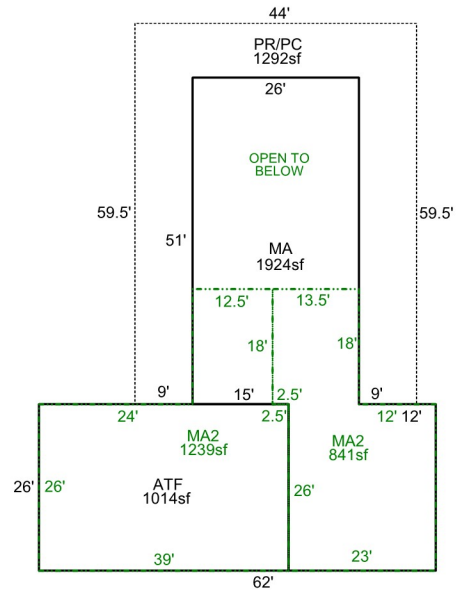 44'
PR/PC
1292sf
26'
OPEN TO
BELOW
59.5'
59.5'
51'
MA
1924sf
12.5'
13.5'
18'
18'
9'
15'
2.5'
9'
24'
2.5'
12'
12'
MA2
1239sf
MA2
841sf
26'
26'
ATF
1014sf
26'
39'
23'
62'